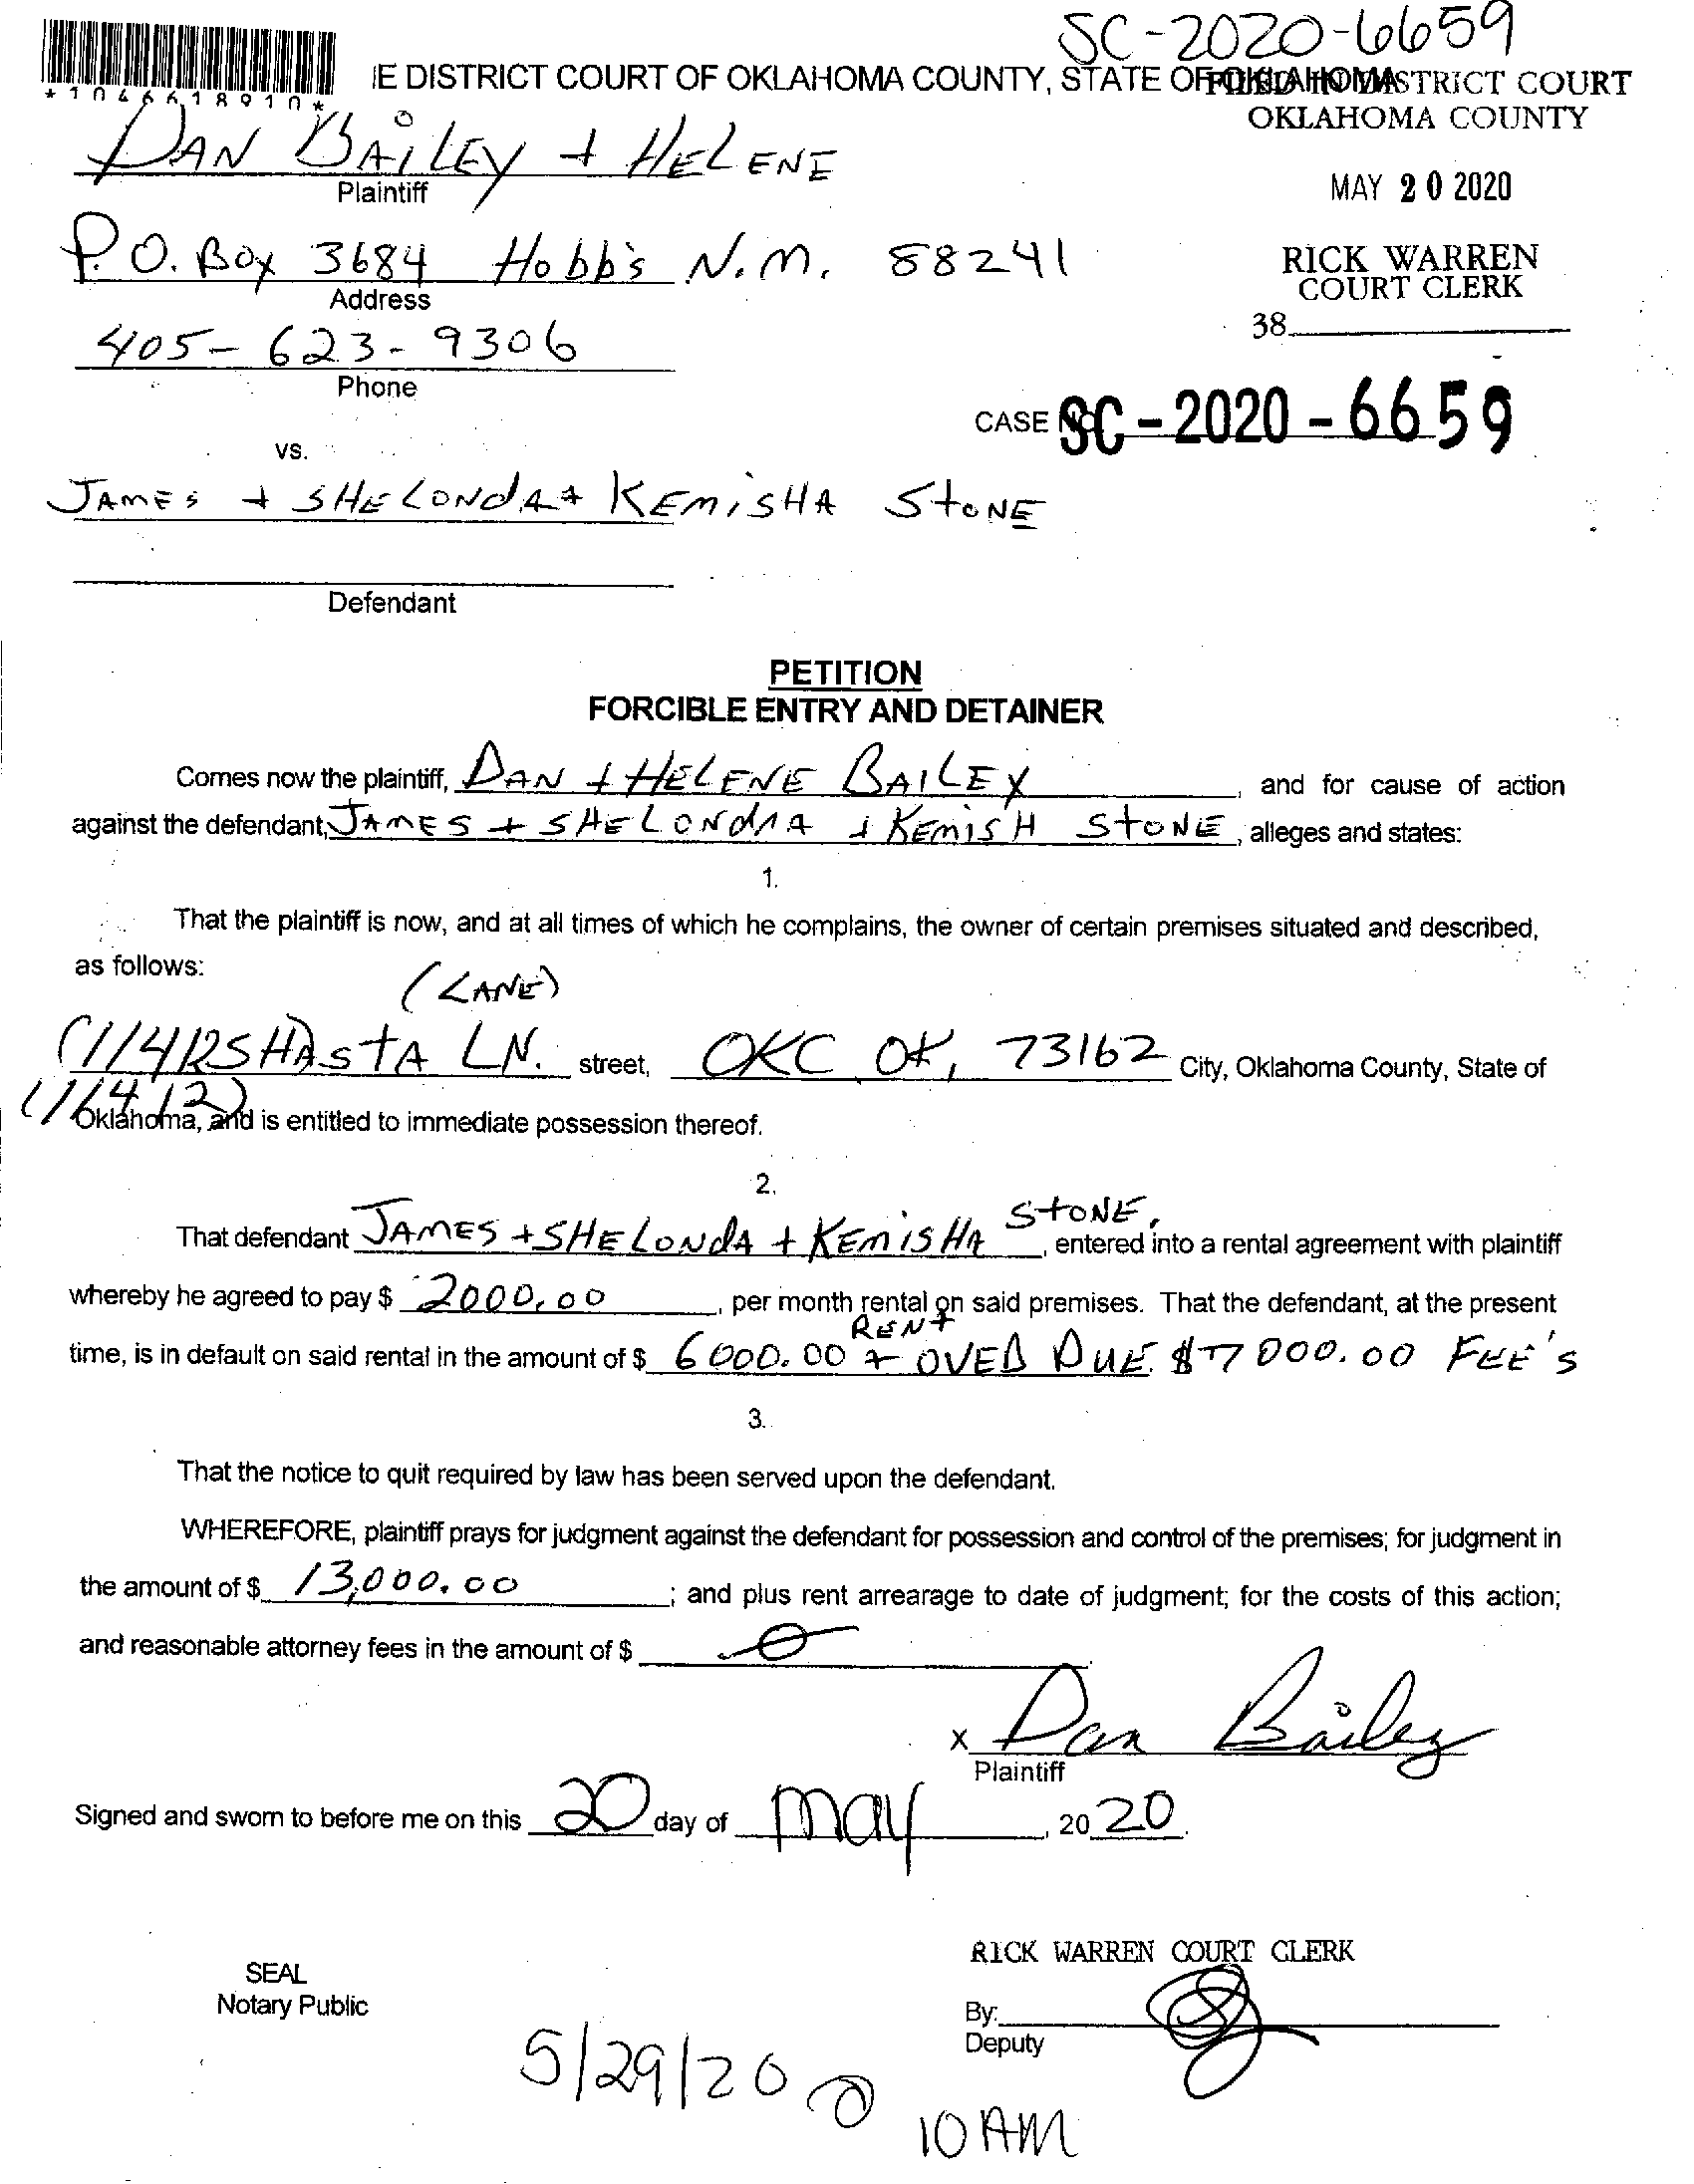 SC-2020-6659
*1046618910*
IE DISTRICT COURT OF OKLAHOMA COUNTY, STATE OF OKLAHOMA
FILED IN DISTRICT COURT
OKLAHOMA COUNTY
DAN BAiLEY + HELENE
Plaintiff
MAY 20 2020
P.O. Box 3684 Hobb's N.M. 88241
Address
RICK WARREN
COURT CLERK
38
405-623-9306
Phone
CASE NO. SC-2020-6659
vs.
JAMES + SHELONdA + KEMiSHA StONE
Defendant
PETITION
FORCIBLE ENTRY AND DETAINER
Comes now the plaintiff, DAN + HELENE BAILEY, and for cause of action
against the defendant, JAMES + SHELONdA + KEMiSH StONE, alleges and states:
1.
That the plaintiff is now, and at all times of which he complains, the owner of certain premises situated and described,
as follows:
(LANE)
(11412) SHAStA LN. street, OKC OK, 73162 City, Oklahoma County, State of
(11412)
Oklahoma, and is entitled to immediate possession thereof.
2.
That defendant JAMES + SHELONdA + KEMiSHA StONE, entered into a rental agreement with plaintiff
whereby he agreed to pay $ 2000.00, per month rental on said premises. That the defendant, at the present
RENt
time, is in default on said rental in the amount of $ 6000.00 + OVER DUE $7000.00 FEE'S
3.
That the notice to quit required by law has been served upon the defendant.
WHEREFORE, plaintiff prays for judgment against the defendant for possession and control of the premises; for judgment in
the amount of $ 13,000.00; and plus rent arrearage to date of judgment; for the costs of this action;
and reasonable attorney fees in the amount of $ 0
X Dan Bailey
Plaintiff
Signed and sworn to before me on this 20 day of May, 2020.
RICK WARREN COURT CLERK
SEAL
Notary Public
By:
Deputy
5/29/20 @
10 AM